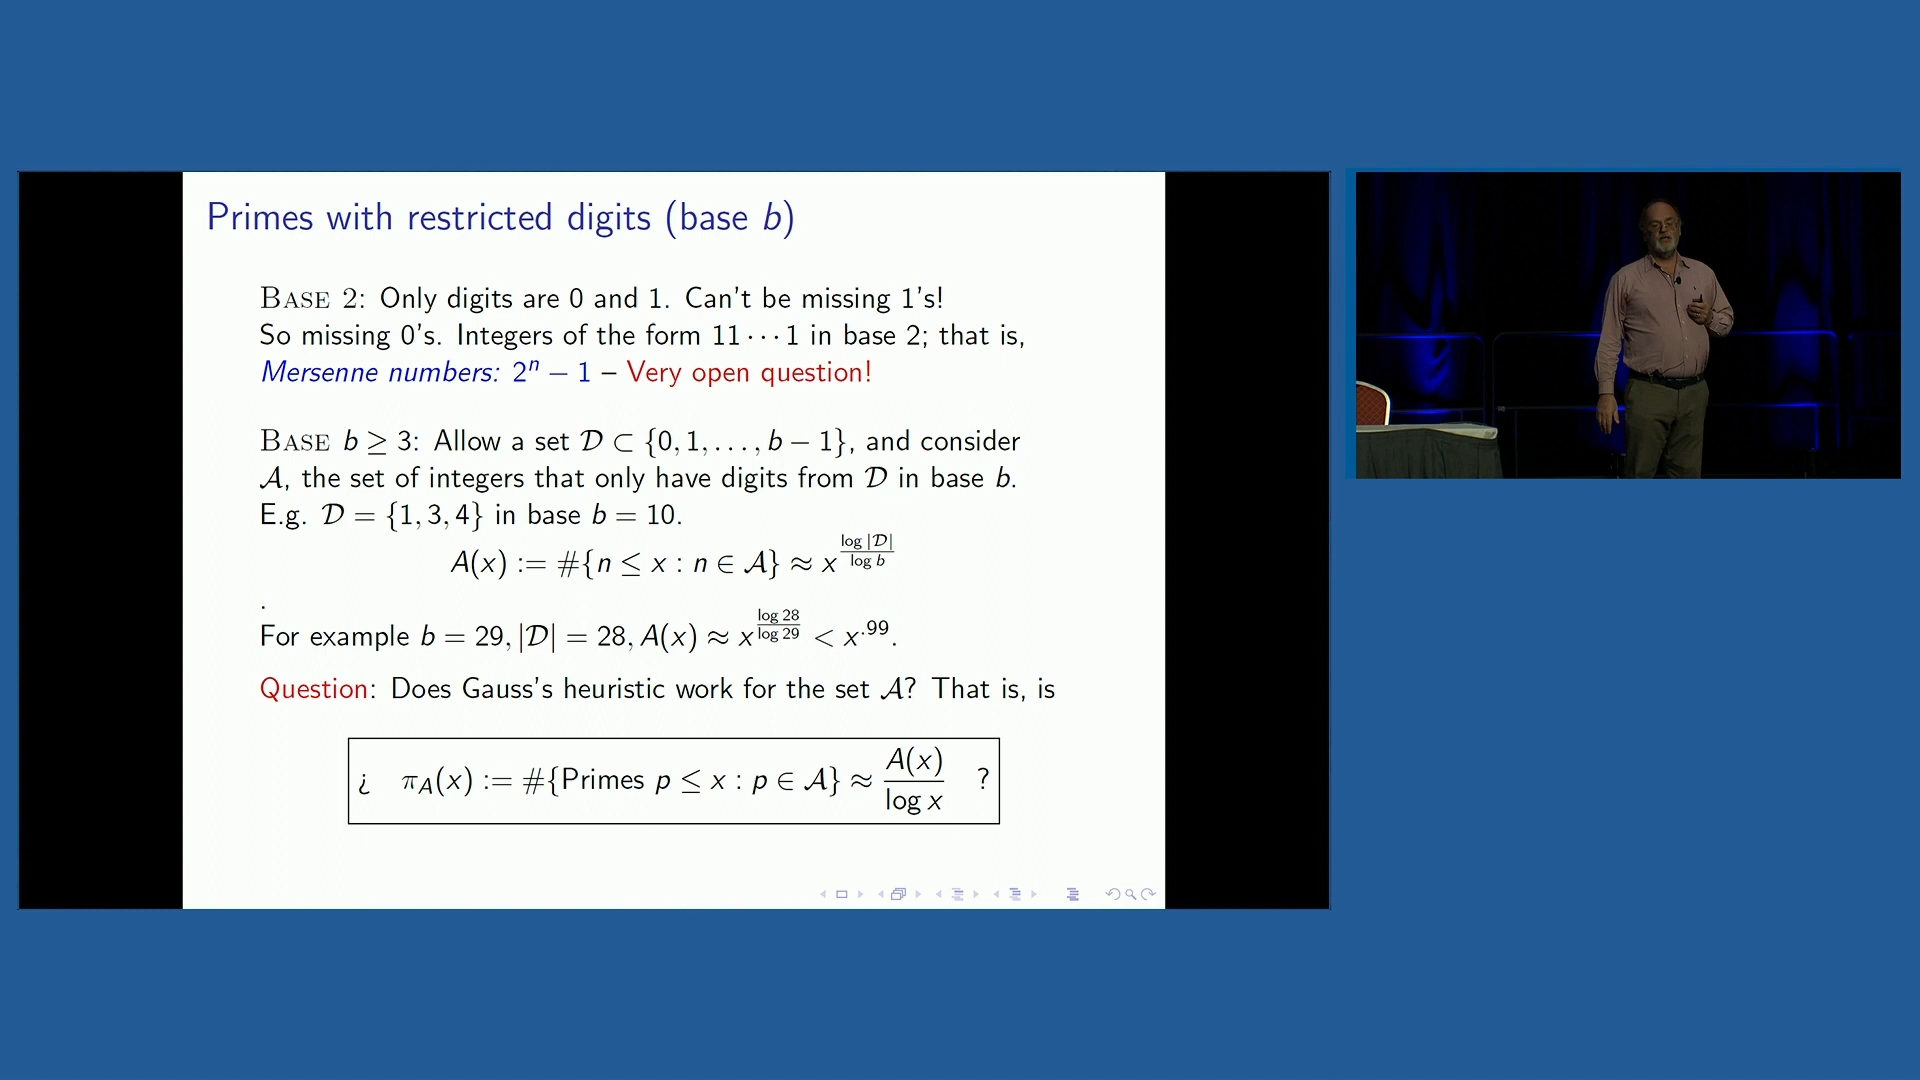 Primes with restricted digits (base b)
BASE 2: Only digits are 0 and 1. Can't be missing 1's!
So missing 0's. Integers of the form 11⋯1 in base 2; that is,
Mersenne numbers: 2ⁿ − 1 – Very open question!
BASE b ≥ 3: Allow a set 𝒟 ⊂ {0, 1, . . . , b − 1}, and consider
𝒜, the set of integers that only have digits from 𝒟 in base b.
E.g. 𝒟 = {1, 3, 4} in base b = 10.
A(x) := #{n ≤ x : n ∈ 𝒜} ≈ x^(log |𝒟| / log b)
.
For example b = 29, |𝒟| = 28, A(x) ≈ x^(log 28 / log 29) < x^.99.
Question: Does Gauss's heuristic work for the set 𝒜? That is, is
¿ π_A(x) := #{Primes p ≤ x : p ∈ 𝒜} ≈ A(x) / log x ?